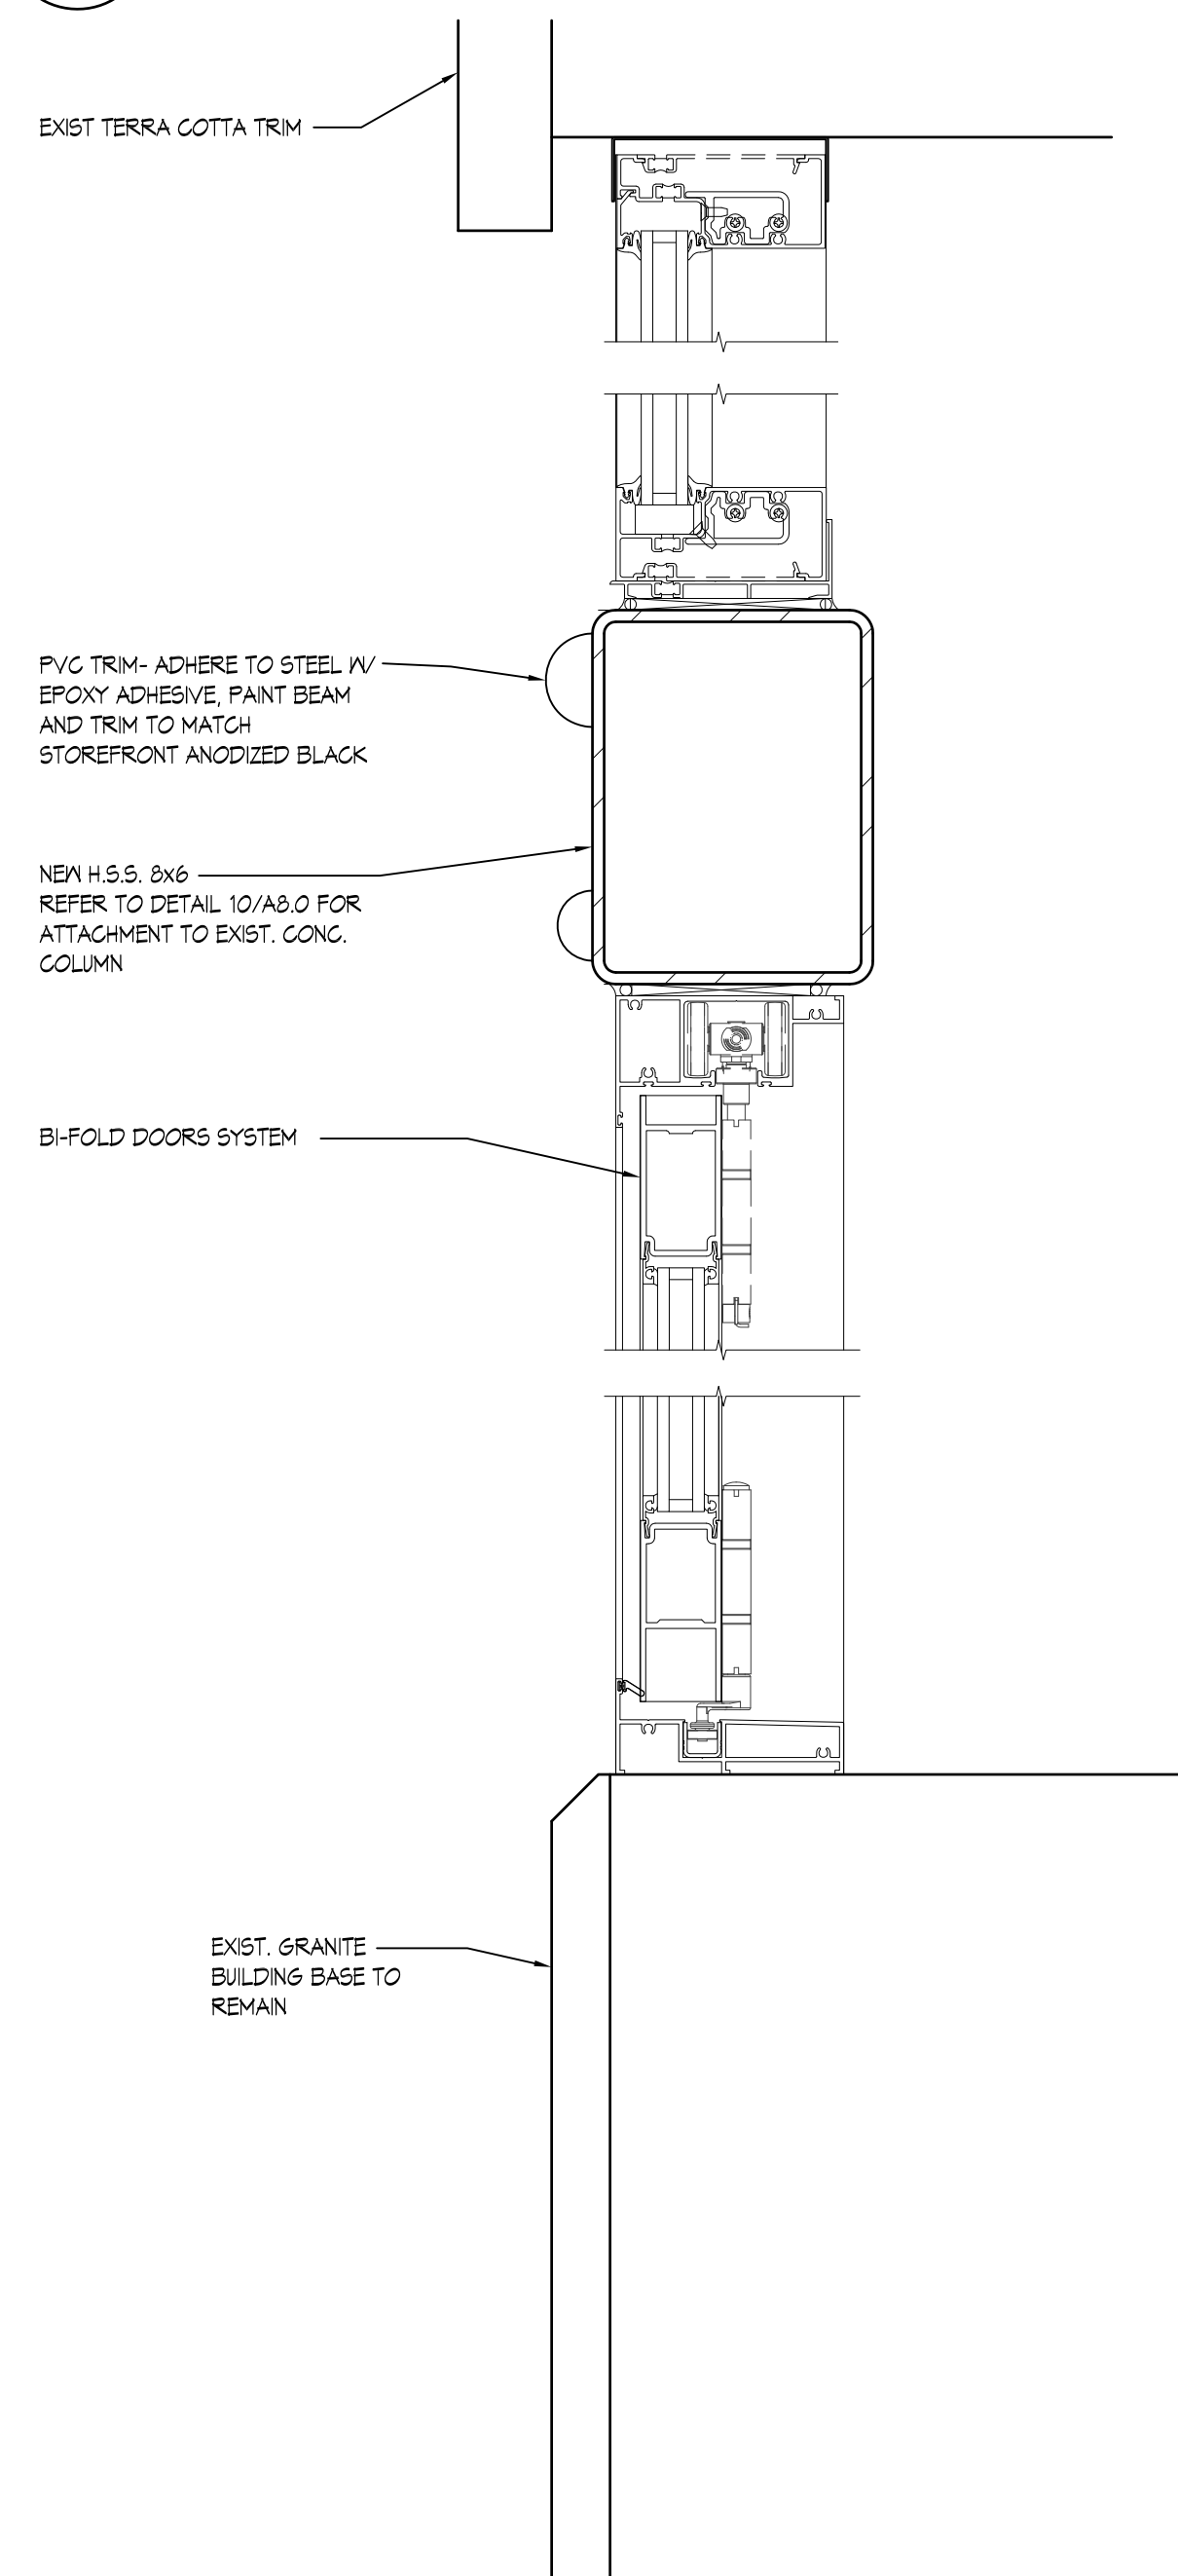 EXIST TERRA COTTA TRIM
PVC TRIM- ADHERE TO STEEL W/
EPOXY ADHESIVE, PAINT BEAM
AND TRIM TO MATCH
STOREFRONT ANODIZED BLACK
NEW H.S.S. 8x6
REFER TO DETAIL 10/A8.0 FOR
ATTACHMENT TO EXIST. CONC.
COLUMN
BI-FOLD DOORS SYSTEM
EXIST. GRANITE
BUILDING BASE TO
REMAIN